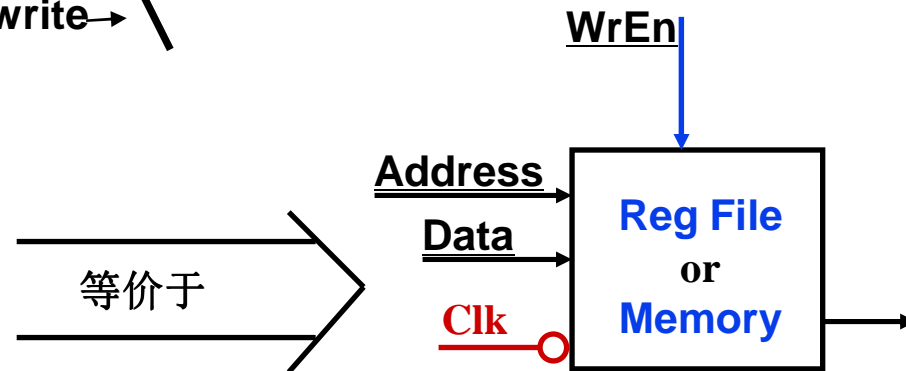 write
WrEn
Address
Data
Clk
Reg File
or
Memory
等价于